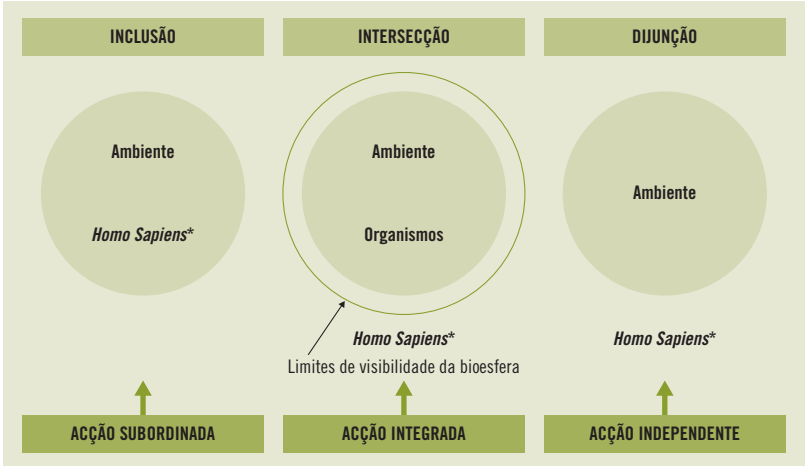 INCLUSÃO
INTERSECÇÃO
DIJUNÇÃO
Ambiente
Homo Sapiens*
Ambiente
Organismos
Ambiente
Homo Sapiens*
Limites de visibilidade da bioesfera
Homo Sapiens*
ACÇÃO SUBORDINADA
ACÇÃO INTEGRADA
ACÇÃO INDEPENDENTE